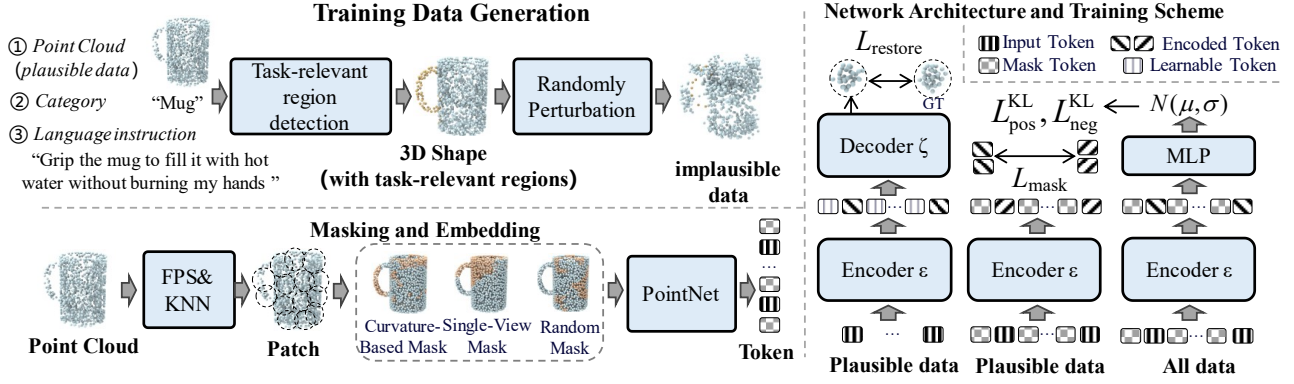 Training Data Generation
① Point Cloud
(plausible data)
② Category
③ Language instruction
“Grip the mug to fill it with hot
water without burning my hands ”
“Mug”
Task-relevant
region
detection
3D Shape
(with task-relevant regions)
Randomly
Perturbation
implausible
data
Masking and Embedding
Point Cloud
FPS&
KNN
Patch
Curvature-
Based Mask
Single-View
Mask
Random
Mask
PointNet
...
Token
Network Architecture and Training Scheme
Input Token
Encoded Token
Mask Token
Learnable Token
L_restore
GT
Decoder ζ
L_pos^KL, L_neg^KL
N(μ,σ)
L_mask
MLP
...
...
...
Encoder ε
Encoder ε
Encoder ε
...
...
...
Plausible data
Plausible data
All data